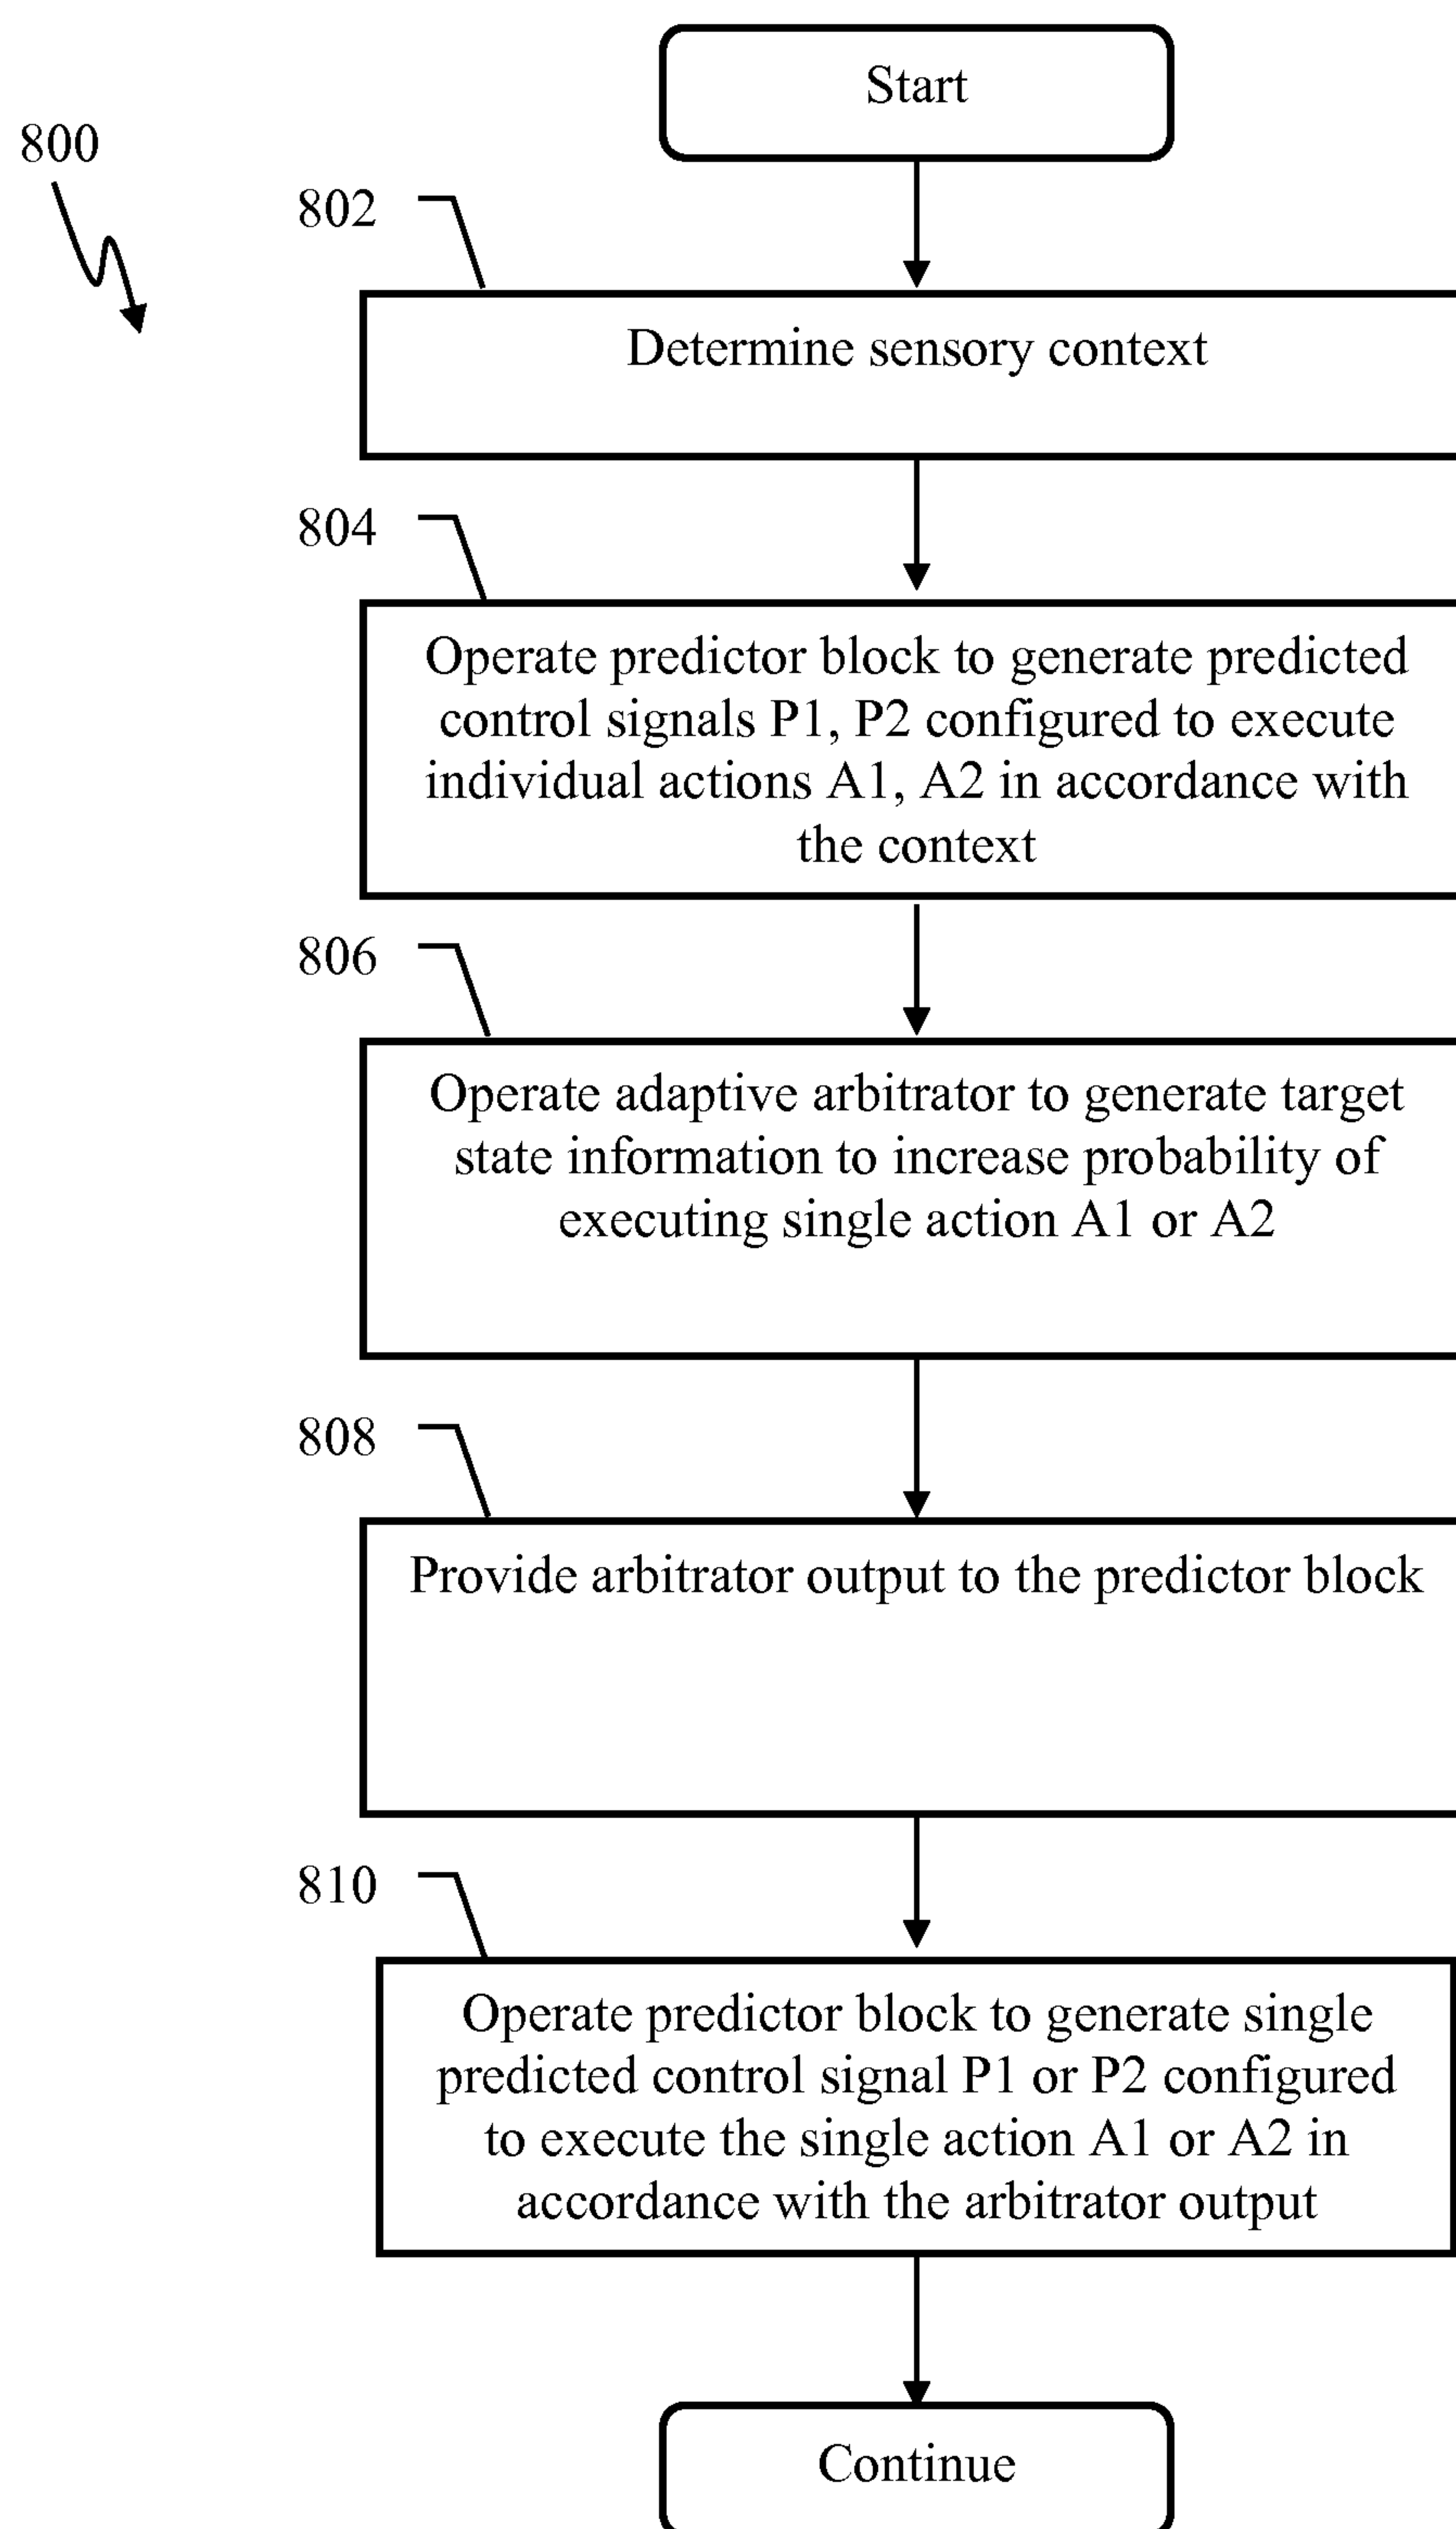 Start
800
802
Determine sensory context
804
Operate predictor block to generate predicted
control signals P1, P2 configured to execute
individual actions A1, A2 in accordance with
the context
806
Operate adaptive arbitrator to generate target
state information to increase probability of
executing single action A1 or A2
808
Provide arbitrator output to the predictor block
810
Operate predictor block to generate single
predicted control signal P1 or P2 configured
to execute the single action A1 or A2 in
accordance with the arbitrator output
Continue